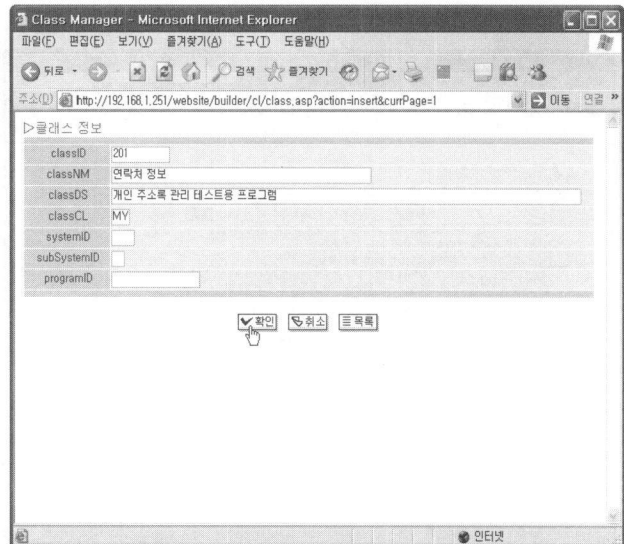 Class Manager - Microsoft Internet Explorer
파일(F) 편집(E) 보기(V) 즐겨찾기(A) 도구(T) 도움말(H)
뒤로 검색 즐겨찾기
주소(D) http://192,168,1,251/website/builder/cl/class,asp?action=insert&currPage=1 이동 연결 »
▷클래스 정보
classID 201
classNM 연락처 정보
classDS 개인 주소록 관리 테스트용 프로그램
classCL MY
systemID
subSystemID
programID
확인 취소 목록
인터넷